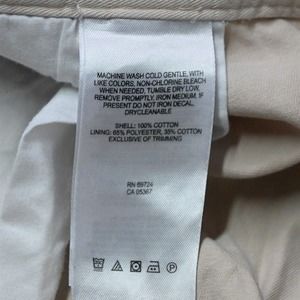 MACHINE WASH COLD GENTLE, WITH
LIKE COLORS, NON-CHLORINE BLEACH
WHEN NEEDED, TUMBLE DRY LOW,
REMOVE PROMPTLY, IRON MEDIUM, IF
PRESENT DO NOT IRON DECAL,
DRYCLEANABLE
SHELL: 100% COTTON
LINING: 65% POLYESTER, 35% COTTON
EXCLUSIVE OF TRIMMING
RN 69724
CA 05367